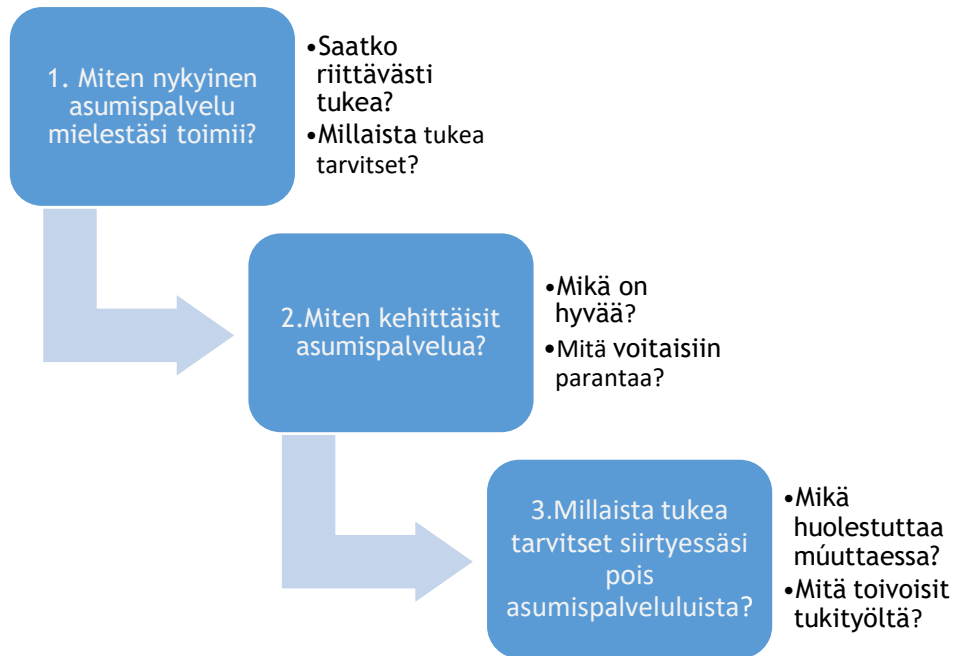 1. Miten nykyinen
asumispalvelu
mielestäsi toimii?
•Saatko
riittävästi
tukea?
•Millaista tukea
tarvitset?
2.Miten kehittäisit
asumispalvelua?
•Mikä on
hyvää?
•Mitä voitaisiin
parantaa?
3.Millaista tukea
tarvitset siirtyessäsi
pois
asumispalveluluista?
•Mikä
huolestuttaa
múuttaessa?
•Mitä toivoisit
tukityöltä?